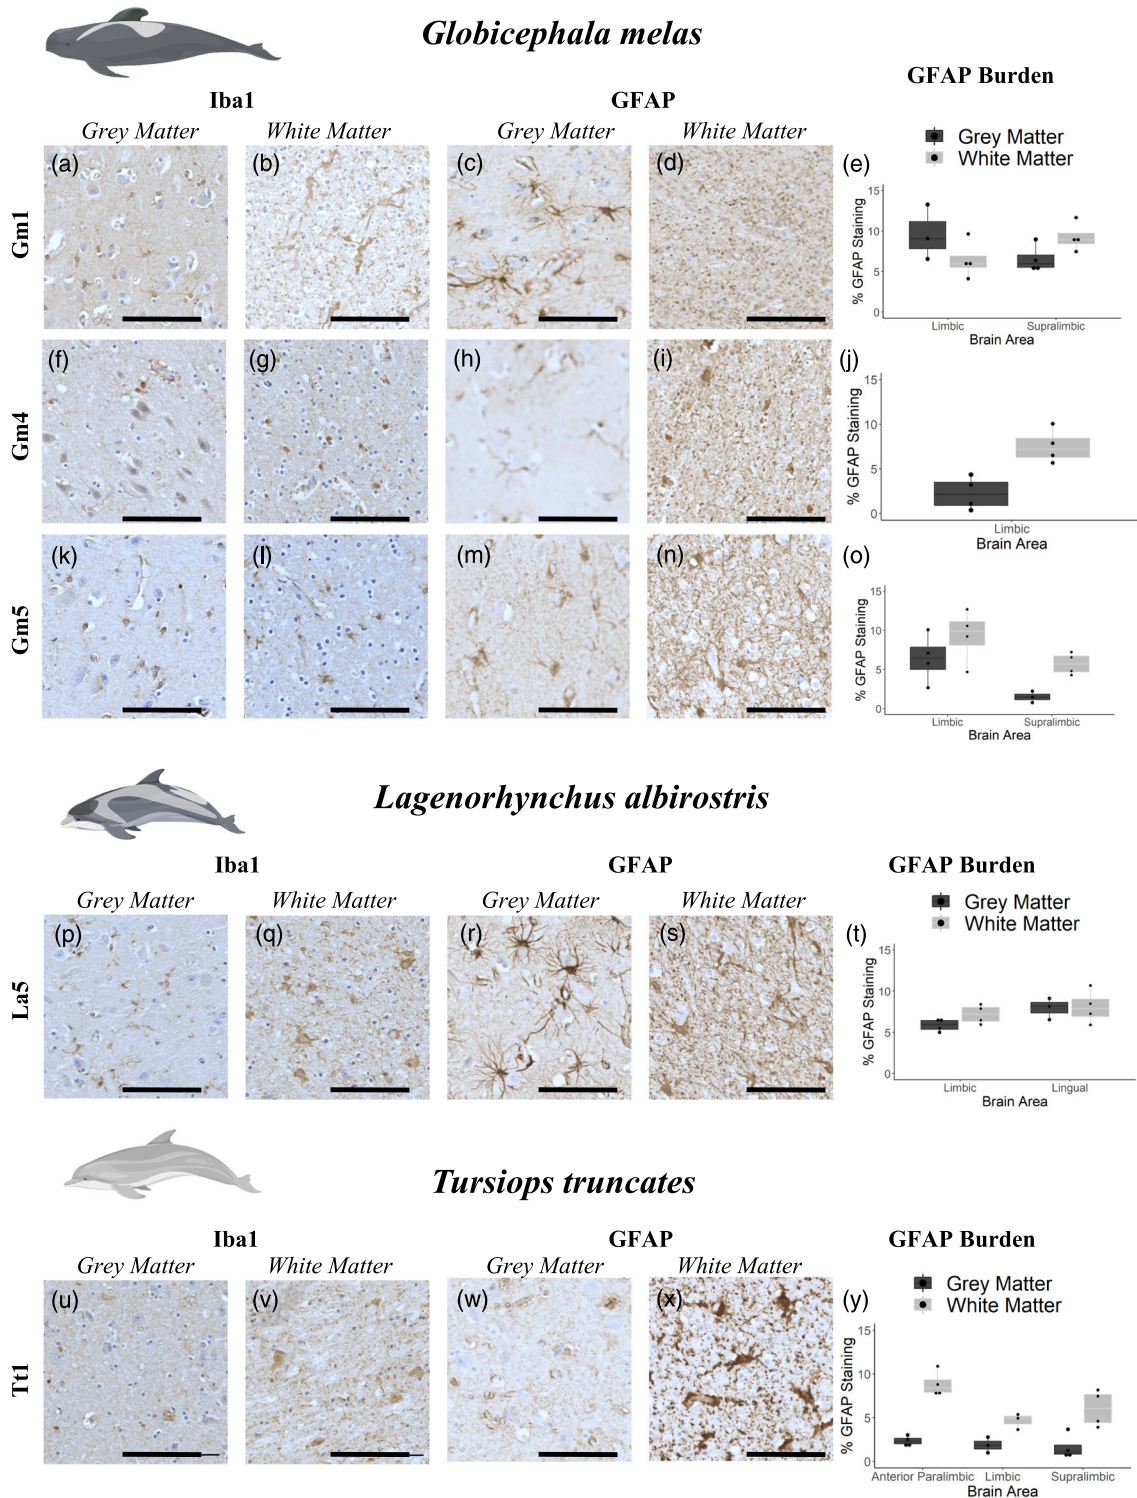 Globicephala melas
GFAP Burden
Iba1
GFAP
Grey Matter
White Matter
Grey Matter
White Matter
Grey Matter
White Matter
Gm1
(a)
(b)
(c)
(d)
(e)
15
10
5
0
% GFAP Staining
Limbic
Supralimbic
Brain Area
Gm4
(f)
(g)
(h)
(i)
(j)
15
10
5
0
% GFAP Staining
Limbic
Brain Area
Gm5
(k)
(l)
(m)
(n)
(o)
15
10
5
0
% GFAP Staining
Limbic
Supralimbic
Brain Area
Lagenorhynchus albirostris
Iba1
GFAP
GFAP Burden
Grey Matter
White Matter
Grey Matter
White Matter
Grey Matter
White Matter
La5
(p)
(q)
(r)
(s)
(t)
15
10
5
0
% GFAP Staining
Limbic
Lingual
Brain Area
Tursiops truncates
Iba1
GFAP
GFAP Burden
Grey Matter
White Matter
Grey Matter
White Matter
Grey Matter
White Matter
Tt1
(u)
(v)
(w)
(x)
(y)
15
10
5
0
% GFAP Staining
Anterior Paralimbic
Limbic
Supralimbic
Brain Area